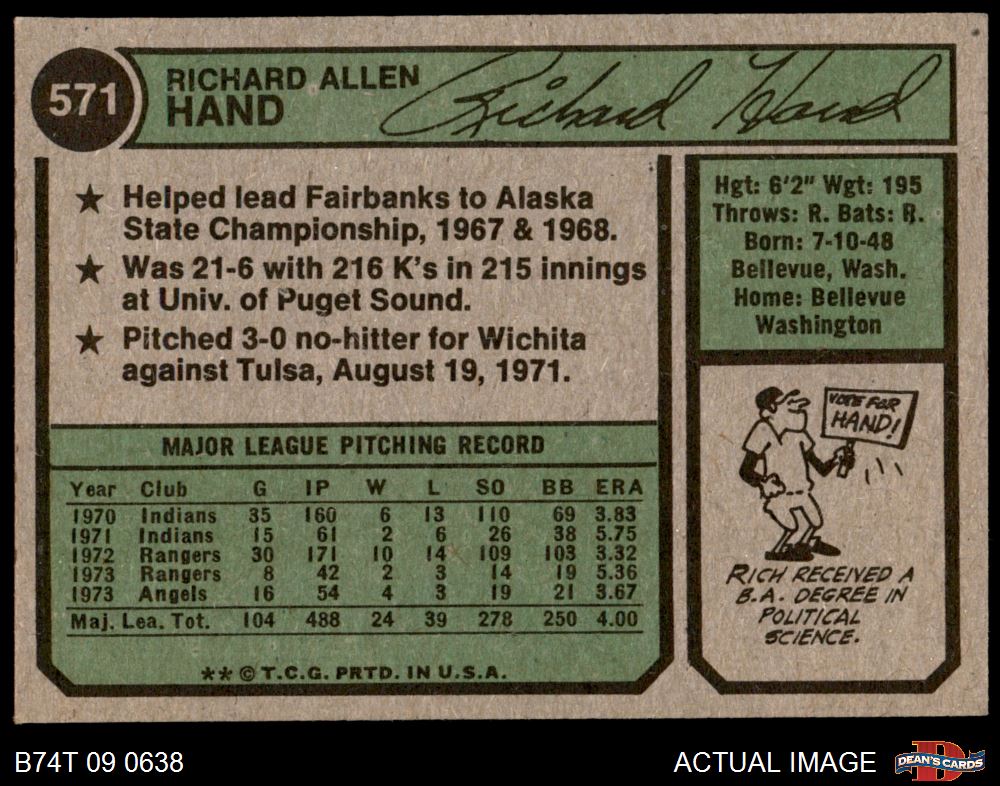 571
RICHARD ALLEN
HAND
Richard Hand
★ Helped lead Fairbanks to Alaska
State Championship, 1967 & 1968.
★ Was 21-6 with 216 K's in 215 innings
at Univ. of Puget Sound.
★ Pitched 3-0 no-hitter for Wichita
against Tulsa, August 19, 1971.
Hgt: 6'2" Wgt: 195
Throws: R. Bats: R.
Born: 7-10-48
Bellevue, Wash.
Home: Bellevue
Washington
MAJOR LEAGUE PITCHING RECORD
Year Club G IP W L SO BB ERA
1970 Indians 35 160 6 13 110 69 3.83
1971 Indians 15 61 2 6 26 38 5.75
1972 Rangers 30 171 10 14 109 103 3.32
1973 Rangers 8 42 2 3 14 19 5.36
1973 Angels 16 54 4 3 19 21 3.67
Maj. Lea. Tot. 104 488 24 39 278 250 4.00
**©T.C.G. PRTD. IN U.S.A.
VOTE FOR
HAND!
RICH RECEIVED A
B.A. DEGREE IN
POLITICAL
SCIENCE.
B74T 09 0638
ACTUAL IMAGE
DEAN'S CARDS